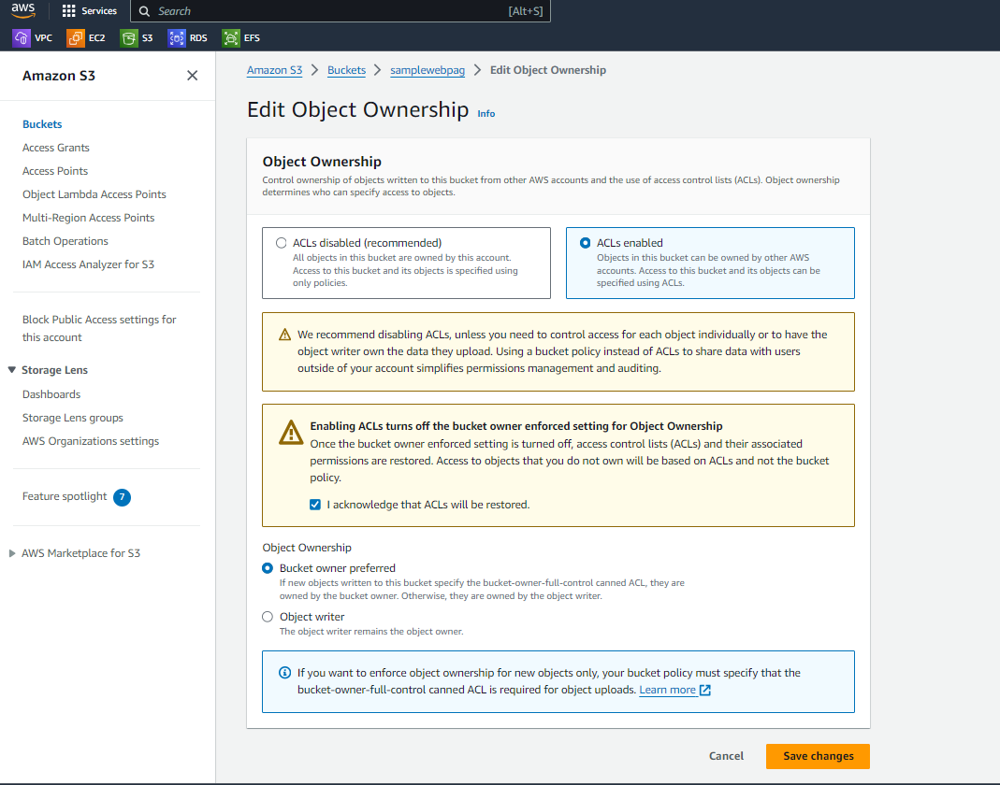 aws
Services
Search
[Alt+S]
VPC
EC2
S3
RDS
EFS
Amazon S3
Buckets
Access Grants
Access Points
Object Lambda Access Points
Multi-Region Access Points
Batch Operations
IAM Access Analyzer for S3
Block Public Access settings for
this account
Storage Lens
Dashboards
Storage Lens groups
AWS Organizations settings
Feature spotlight 7
AWS Marketplace for S3
Amazon S3 > Buckets > samplewebpag > Edit Object Ownership
Edit Object Ownership Info
Object Ownership
Control ownership of objects written to this bucket from other AWS accounts and the use of access control lists (ACLs). Object ownership
determines who can specify access to objects.
ACLs disabled (recommended)
All objects in this bucket are owned by this account.
Access to this bucket and its objects is specified using
only policies.
ACLs enabled
Objects in this bucket can be owned by other AWS
accounts. Access to this bucket and its objects can be
specified using ACLs.
We recommend disabling ACLs, unless you need to control access for each object individually or to have the
object writer own the data they upload. Using a bucket policy instead of ACLs to share data with users
outside of your account simplifies permissions management and auditing.
Enabling ACLs turns off the bucket owner enforced setting for Object Ownership
Once the bucket owner enforced setting is turned off, access control lists (ACLs) and their associated
permissions are restored. Access to objects that you do not own will be based on ACLs and not the bucket
policy.
I acknowledge that ACLs will be restored.
Object Ownership
Bucket owner preferred
If new objects written to this bucket specify the bucket-owner-full-control canned ACL, they are
owned by the bucket owner. Otherwise, they are owned by the object writer.
Object writer
The object writer remains the object owner.
If you want to enforce object ownership for new objects only, your bucket policy must specify that the
bucket-owner-full-control canned ACL is required for object uploads. Learn more
Cancel
Save changes